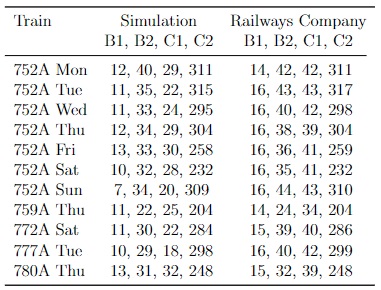 Train Simulation Railways Company
B1, B2, C1, C2 B1, B2, C1, C2
752A Mon 12, 40, 29, 311 14, 42, 42, 311
752A Tue 11, 35, 22, 315 16, 43, 43, 317
752A Wed 11, 33, 24, 295 16, 40, 42, 298
752A Thu 12, 34, 29, 304 16, 38, 39, 304
752A Fri 13, 33, 30, 258 16, 36, 41, 259
752A Sat 10, 32, 28, 232 16, 35, 41, 232
752A Sun 7, 34, 20, 309 16, 44, 43, 310
759A Thu 11, 22, 25, 204 14, 24, 34, 204
772A Sat 11, 30, 22, 284 15, 39, 40, 286
777A Tue 10, 29, 18, 298 16, 40, 42, 299
780A Thu 13, 31, 32, 248 15, 32, 39, 248